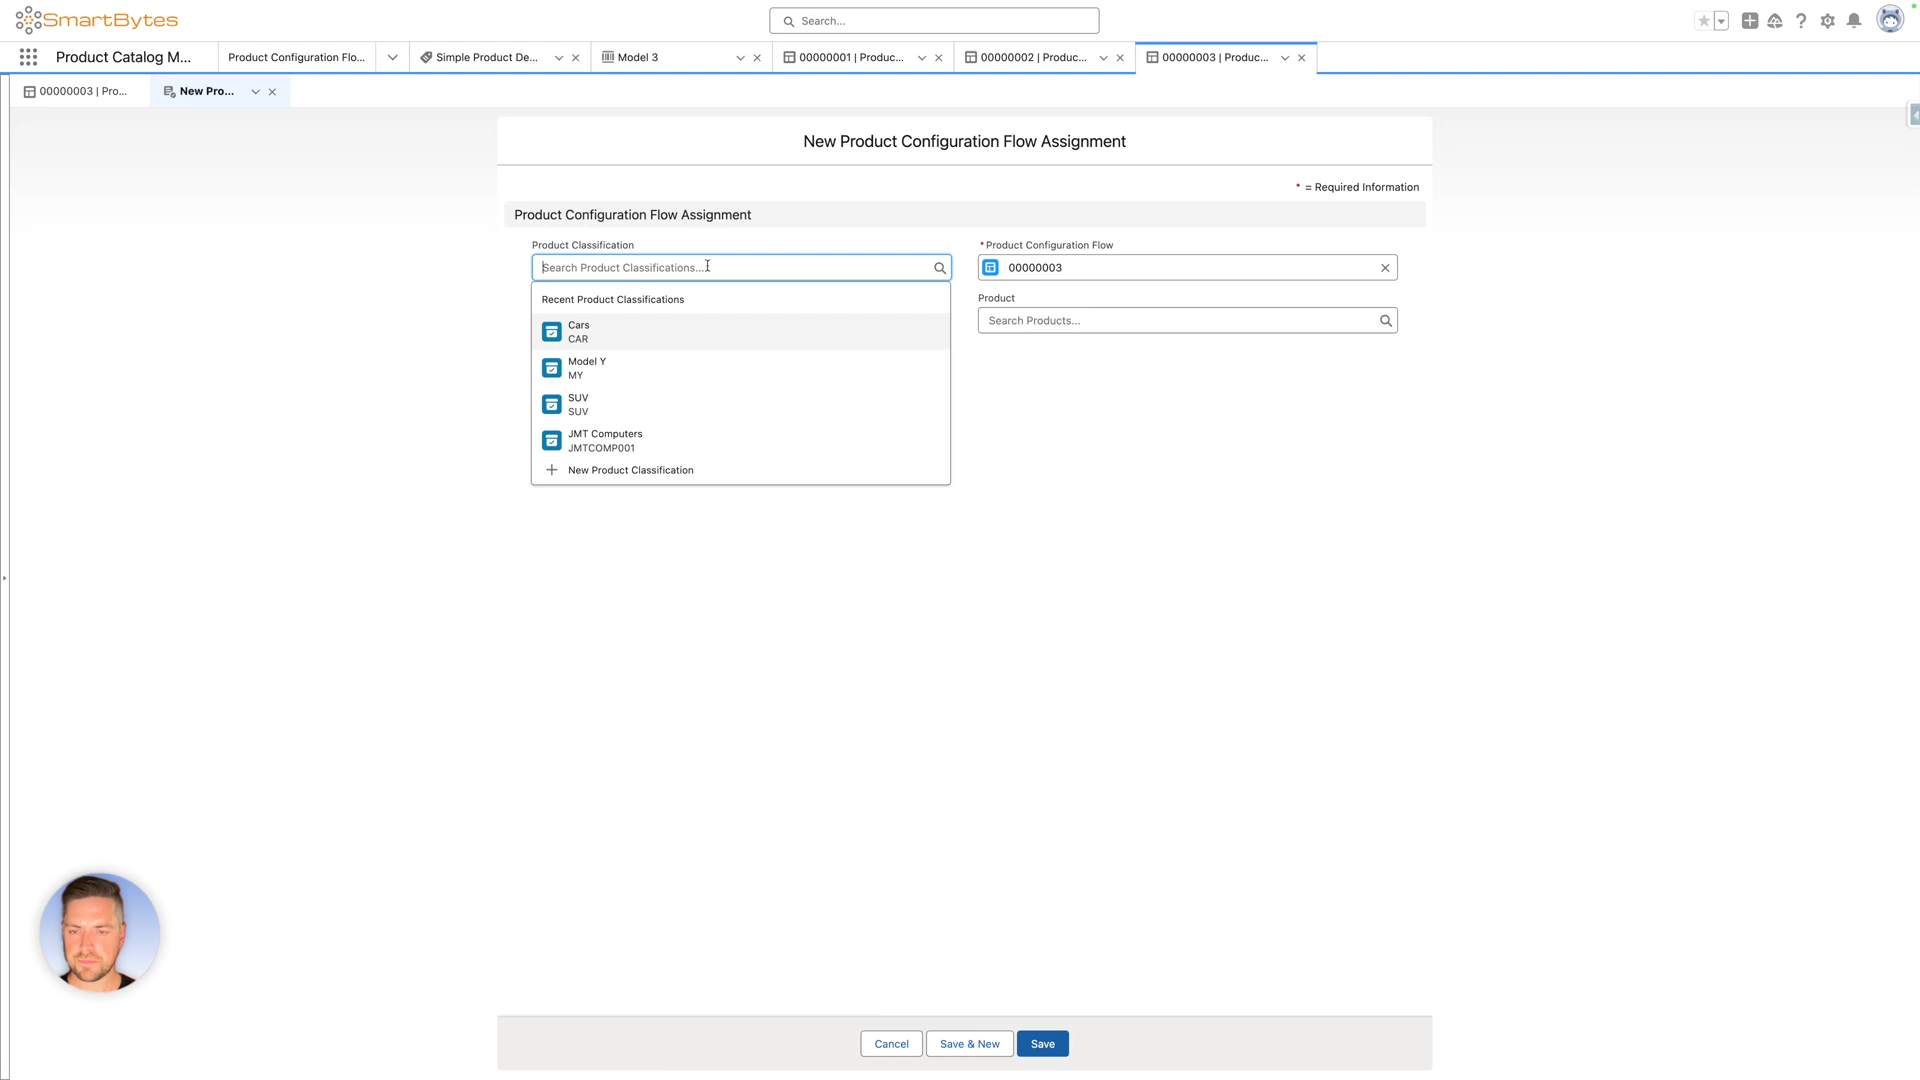 SmartBytes
Search...
Product Catalog M...
Product Configuration Flo...
Simple Product De...
Model 3
00000001 | Produc...
00000002 | Produc...
00000003 | Produc...
00000003 | Pro...
New Pro...
New Product Configuration Flow Assignment
* = Required Information
Product Configuration Flow Assignment
Product Classification
Search Product Classifications...
Recent Product Classifications
Cars
CAR
Model Y
MY
SUV
SUV
JMT Computers
JMTCOMP001
New Product Classification
*Product Configuration Flow
00000003
Product
Search Products...
Cancel
Save & New
Save